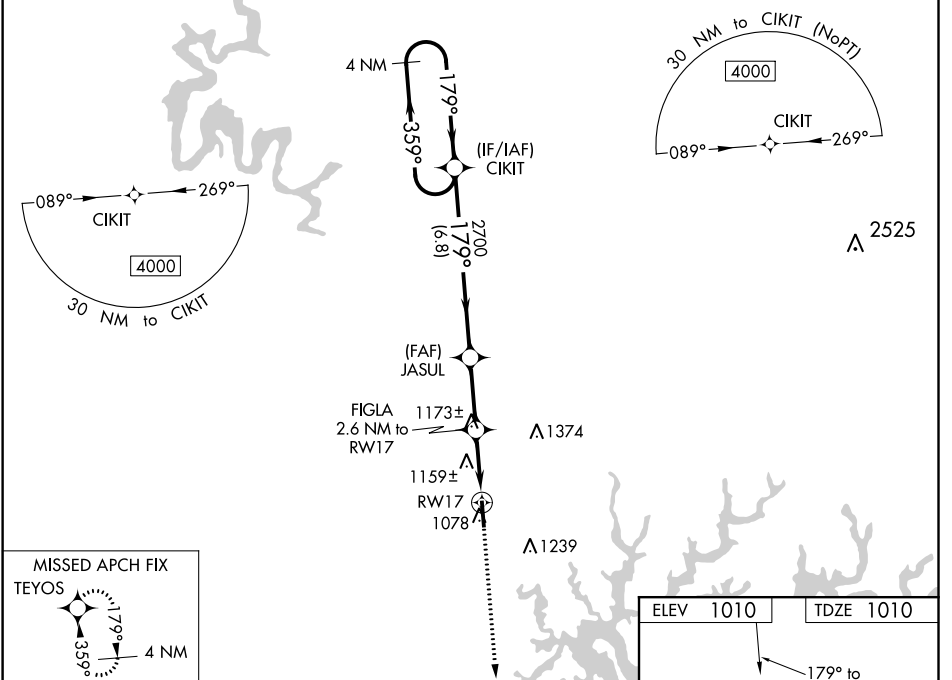 30 NM to CIKIT (NoPT)
4000
CIKIT
089°
269°
4 NM
179°
359°
(IF/IAF)
CIKIT
089°
269°
CIKIT
4000
30 NM to CIKIT
2700
179°
(6.8)
2525
(FAF)
JASUL
FIGLA
2.6 NM to
RW17
1173±
1374
1159±
RW17
1078
1239
MISSED APCH FIX
TEYOS
179°
359°
4 NM
ELEV 1010
TDZE 1010
179° to